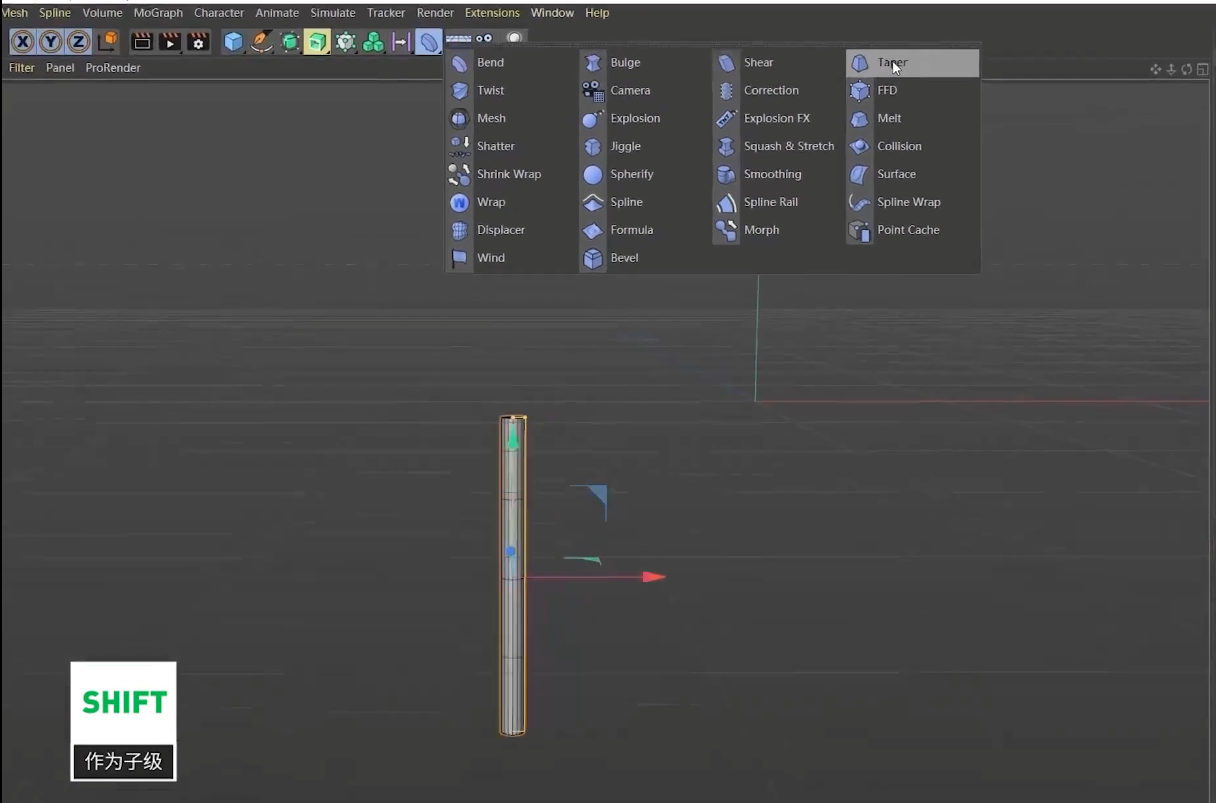 Mesh Spline Volume MoGraph Character Animate Simulate Tracker Render Extensions Window Help
Filter Panel ProRender
Bend Bulge Shear Taper
Twist Camera Correction FFD
Mesh Explosion Explosion FX Melt
Shatter Jiggle Squash & Stretch Collision
Shrink Wrap Spherify Smoothing Surface
Wrap Spline Spline Rail Spline Wrap
Displacer Formula Morph Point Cache
Wind Bevel
SHIFT
作为子级